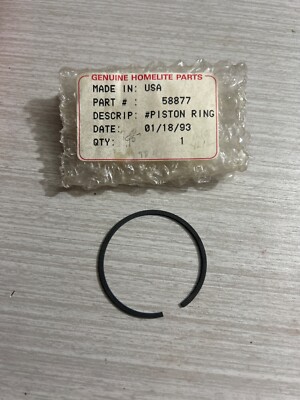 GENUINE HOMELITE PARTS
MADE IN: USA
PART # : 58877
DESCRIP: #PISTON RING
DATE: 01/18/93
QTY: 1